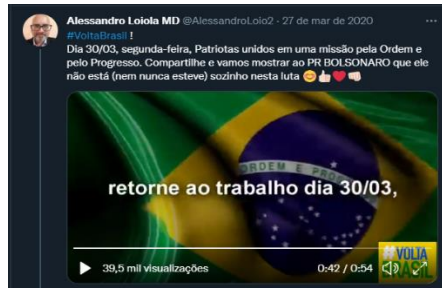 Alessandro Loiola MD @AlessandroLoio2 · 27 de mar de 2020
#VoltaBrasil !
Dia 30/03, segunda-feira, Patriotas unidos em uma missão pela Ordem e
pelo Progresso. Compartilhe e vamos mostrar ao PR BOLSONARO que ele
não está (nem nunca esteve) sozinho nesta luta 😊👍❤️👊
ORDEM E PROG
retorne ao trabalho dia 30/03,
39,5 mil visualizações
0:42 / 0:54
#VOLTA
BRASIL